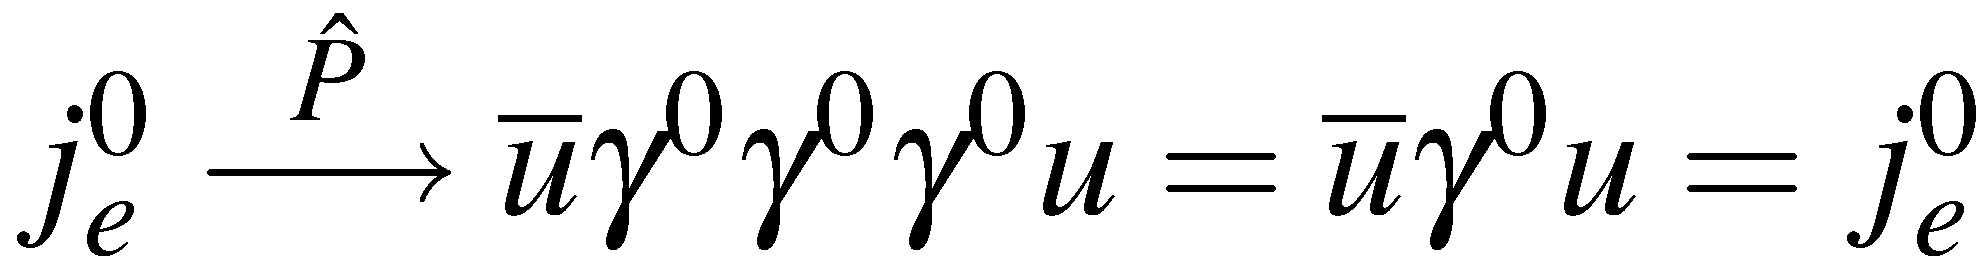 $j_e^0 \xrightarrow{\hat{P}} \overline{u}\gamma^0\gamma^0\gamma^0 u = \overline{u}\gamma^0 u = j_e^0$